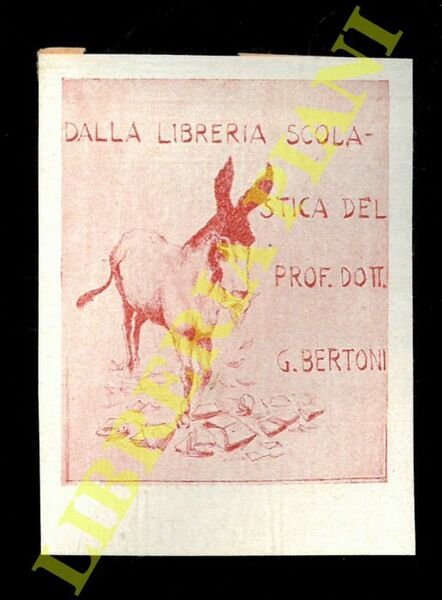 DALLA LIBRERIA SCOLA-
STICA DEL
PROF. DOTT.
G. BERTONI
LIBRERIA PIANI